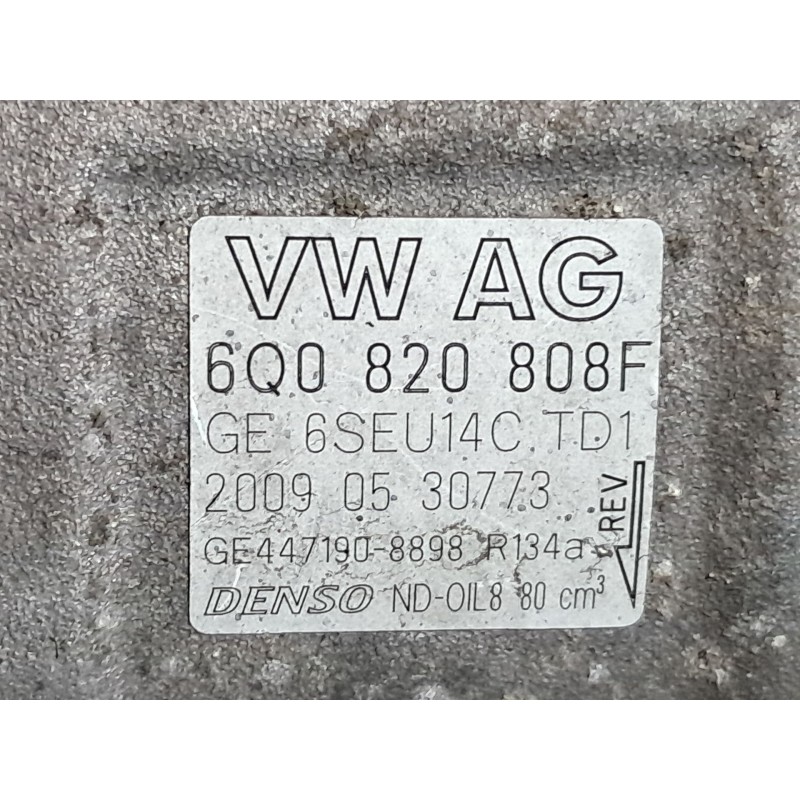 VW AG
6Q0 820 808F
GE 6SEU14C TD1
2009 05 30773
GE447190-8898 R134a
DENSO ND-OIL8 80 cm³
REV